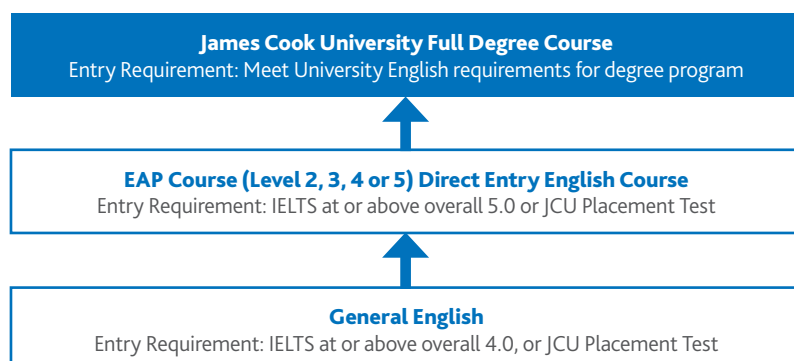 James Cook University Full Degree Course
Entry Requirement: Meet University English requirements for degree program
EAP Course (Level 2, 3, 4 or 5) Direct Entry English Course
Entry Requirement: IELTS at or above overall 5.0 or JCU Placement Test
General English
Entry Requirement: IELTS at or above overall 4.0, or JCU Placement Test